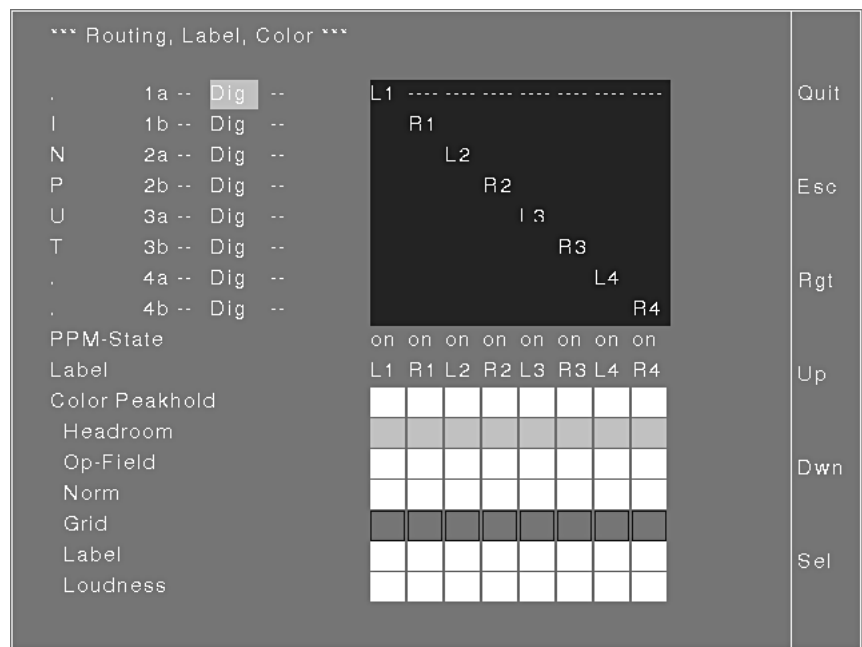 *** Routing, Label, Color ***
. 1a -- Dig -- L1 ---- ---- ---- ---- ---- ---- ---- Quit
I 1b -- Dig -- R1
N 2a -- Dig -- L2
P 2b -- Dig -- R2 Esc
U 3a -- Dig -- L3
T 3b -- Dig -- R3
. 4a -- Dig -- L4 Rgt
. 4b -- Dig -- R4
PPM-State on on on on on on on on
Label L1 R1 L2 R2 L3 R3 L4 R4 Up
Color Peakhold
Headroom
Op-Field Dwn
Norm
Grid
Label Sel
Loudness